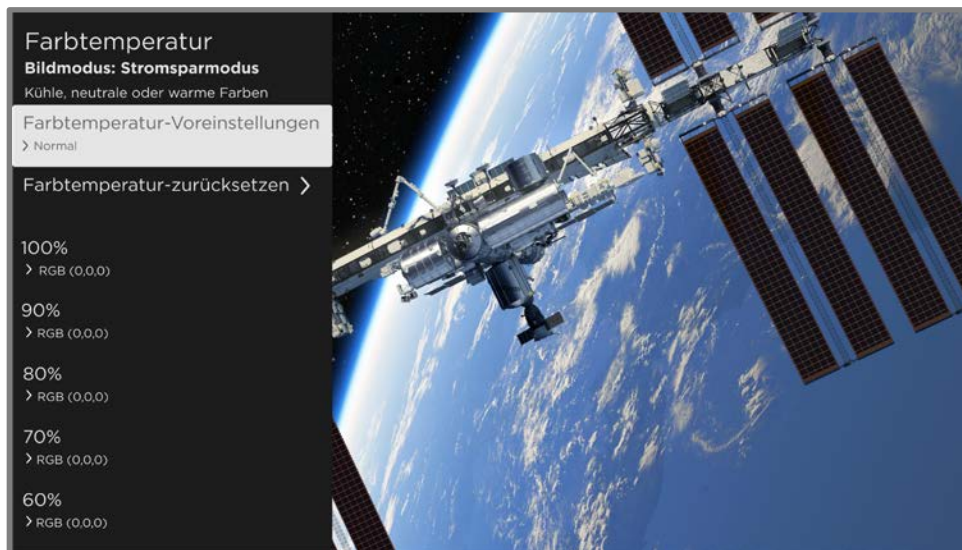 Farbtemperatur
Bildmodus: Stromsparmodus
Kühle, neutrale oder warme Farben
Farbtemperatur-Voreinstellungen
> Normal
Farbtemperatur-zurücksetzen >
100%
> RGB (0,0,0)
90%
> RGB (0,0,0)
80%
> RGB (0,0,0)
70%
> RGB (0,0,0)
60%
> RGB (0,0,0)